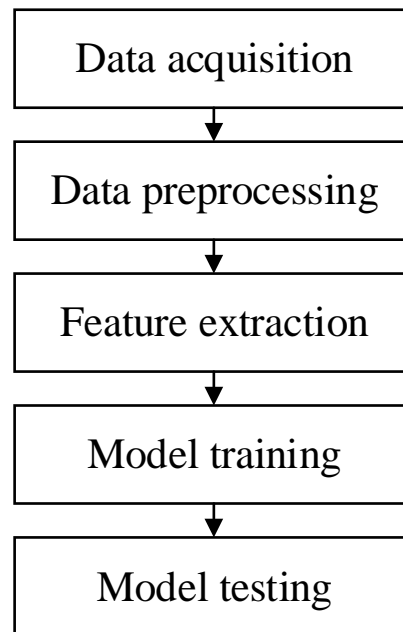 Data acquisition
Data preprocessing
Feature extraction
Model training
Model testing